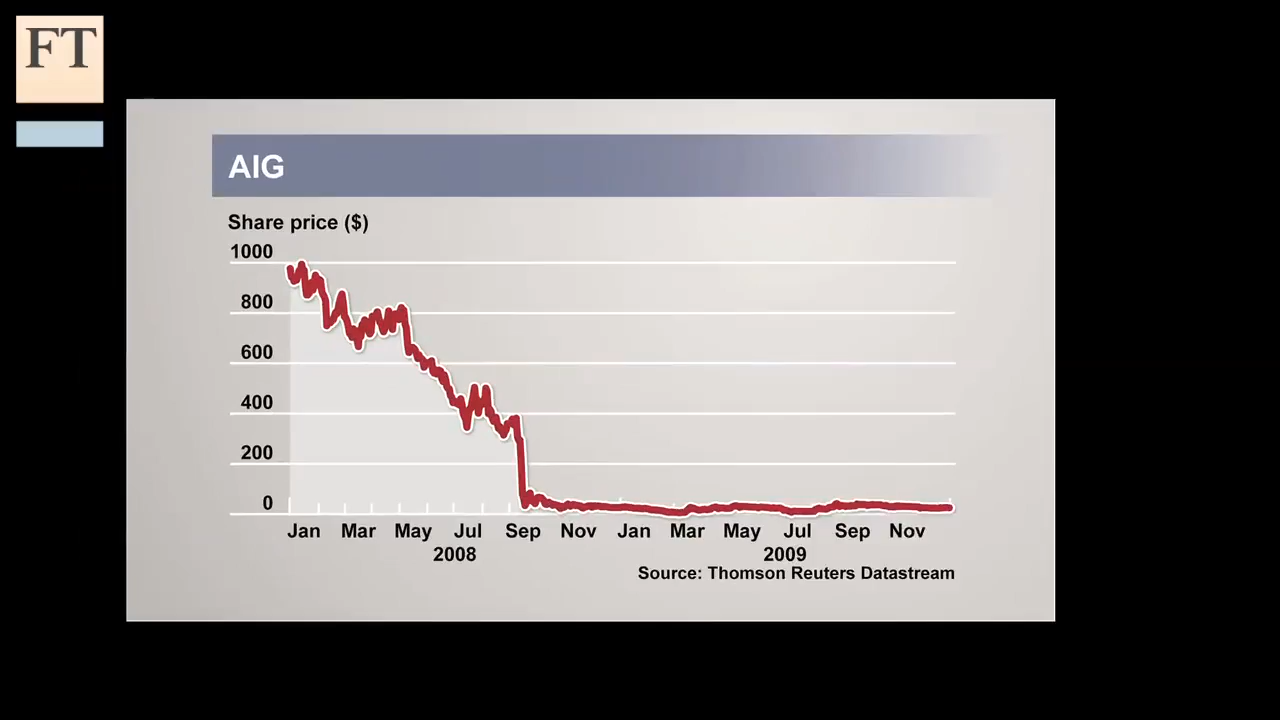 FT
AIG
Share price ($)
1000
800
600
400
200
0
Jan Mar May Jul Sep Nov Jan Mar May Jul Sep Nov
2008 2009
Source: Thomson Reuters Datastream